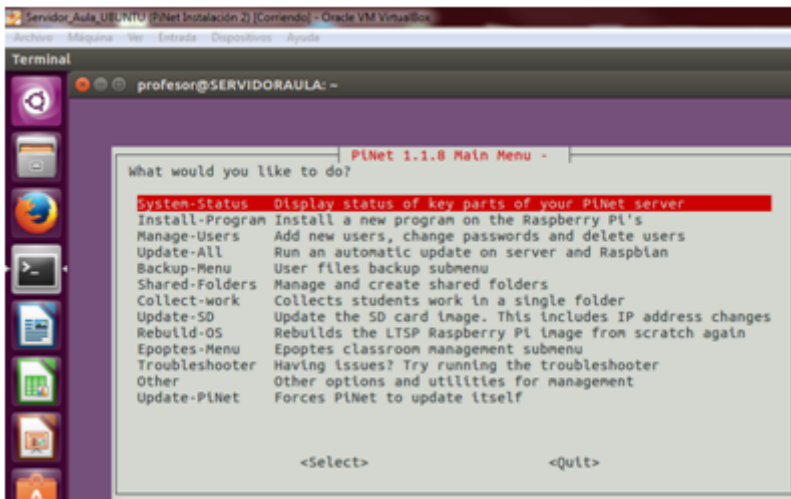 Servidor_Aula_UBUNTU (PiNet Instalación 2) [Corriendo] - Oracle VM VirtualBox
Archivo Máquina Ver Entrada Dispositivos Ayuda
Terminal
profesor@SERVIDORAULA: ~
PiNet 1.1.8 Main Menu -
What would you like to do?
System-Status Display status of key parts of your PiNet server
Install-Program Install a new program on the Raspberry Pi's
Manage-Users Add new users, change passwords and delete users
Update-All Run an automatic update on server and Raspbian
Backup-Menu User files backup submenu
Shared-Folders Manage and create shared folders
Collect-work Collects students work in a single folder
Update-SD Update the SD card image. This includes IP address changes
Rebuild-OS Rebuilds the LTSP Raspberry Pi image from scratch again
Epoptes-Menu Epoptes classroom management submenu
Troubleshooter Having issues? Try running the troubleshooter
Other Other options and utilities for management
Update-PiNet Forces PiNet to update itself
<Select> <Quit>